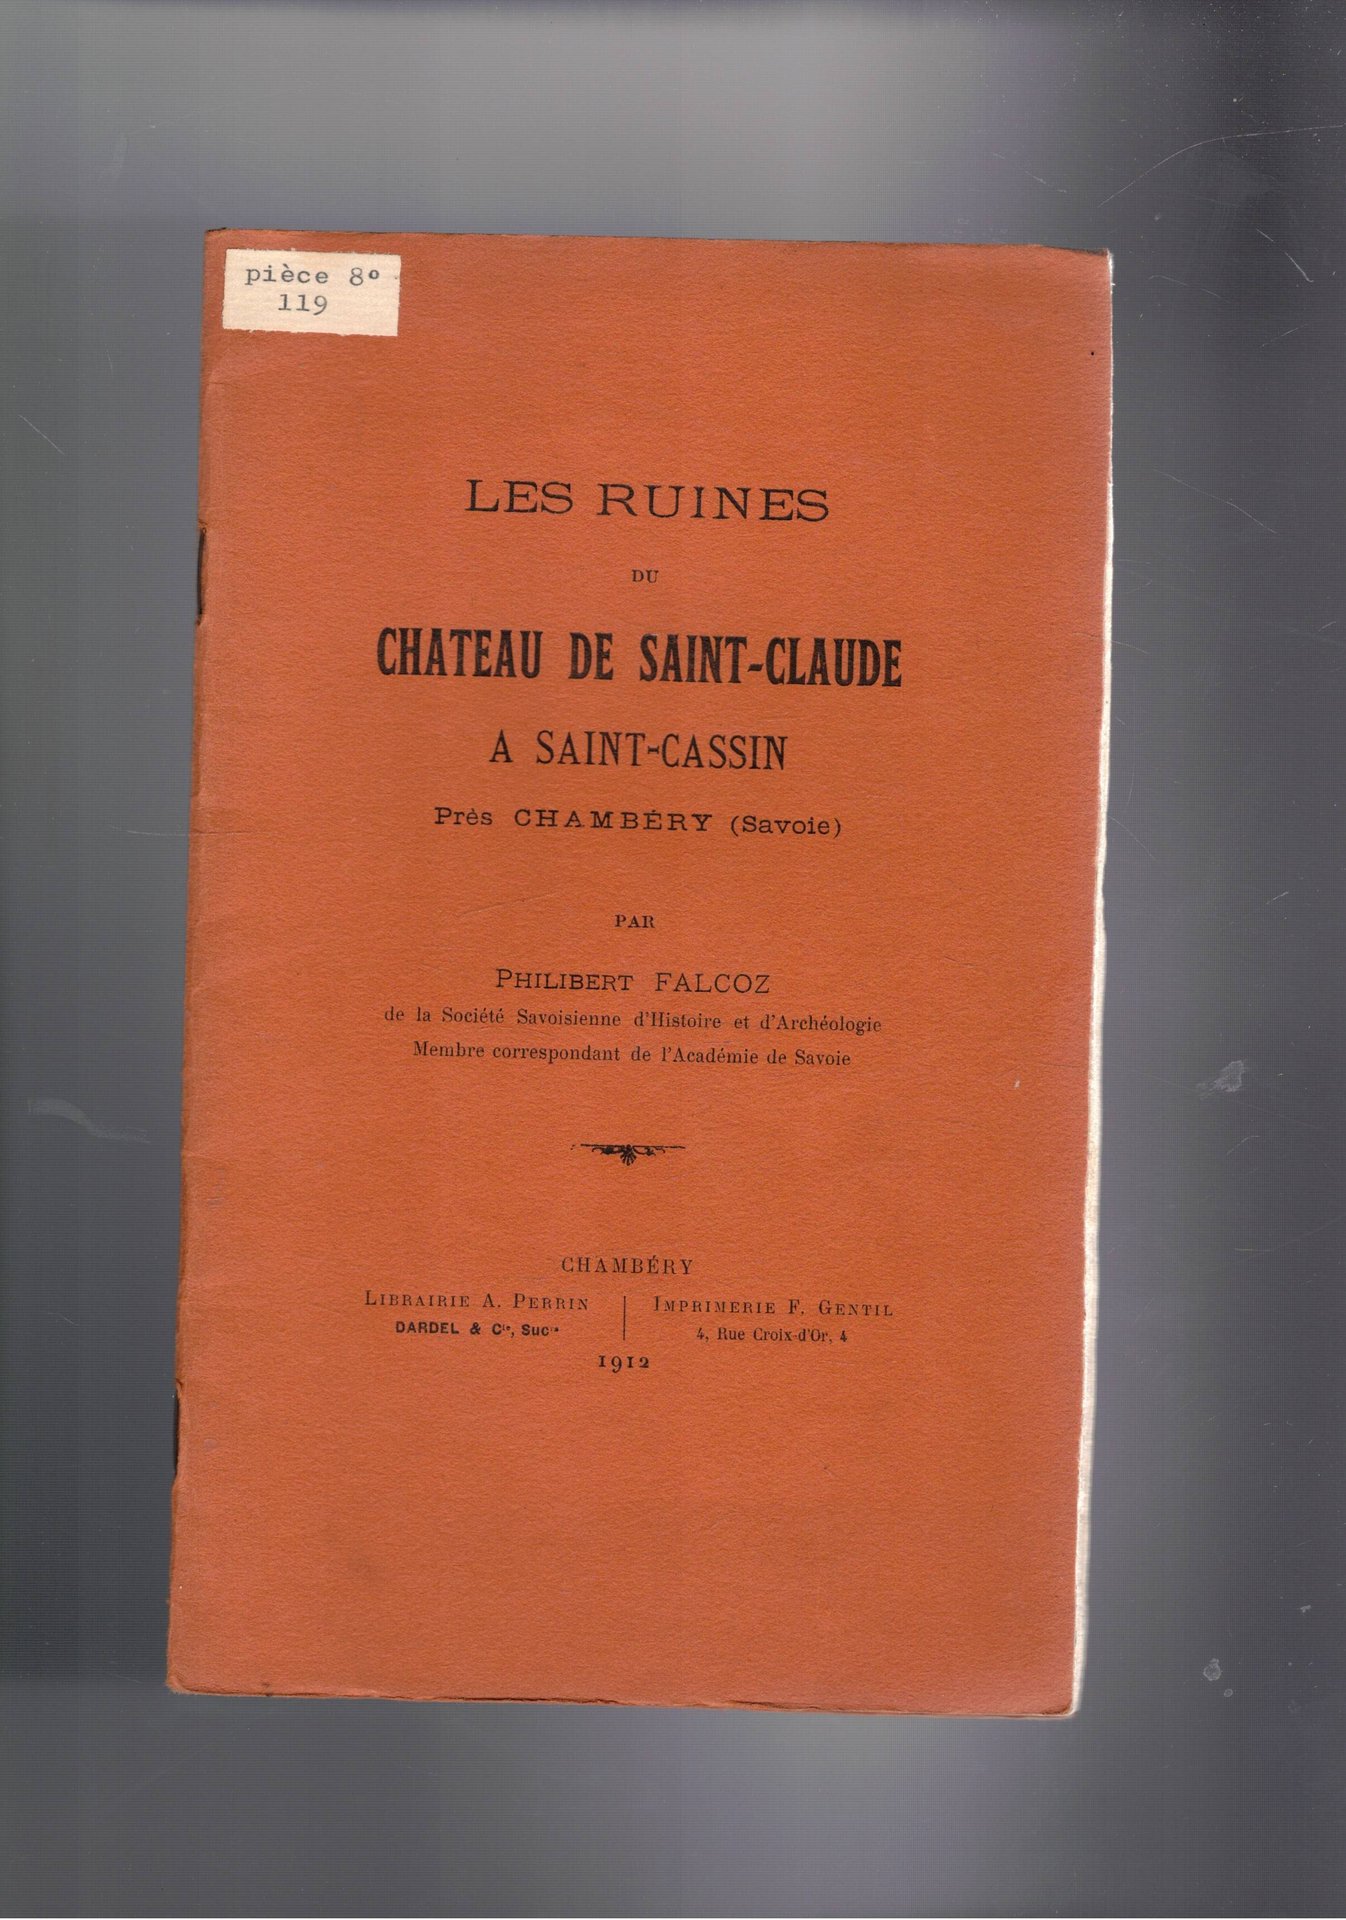 pièce 8º
119
LES RUINES
DU
CHATEAU DE SAINT-CLAUDE
A SAINT-CASSIN
Près CHAMBÉRY (Savoie)
PAR
PHILIBERT FALCOZ
de la Société Savoisienne d'Histoire et d'Archéologie
Membre correspondant de l'Académie de Savoie
CHAMBÉRY
LIBRAIRIE A. PERRIN
DARDEL & Cie, Sucrs
IMPRIMERIE F. GENTIL
4, Rue Croix-d'Or, 4
1912